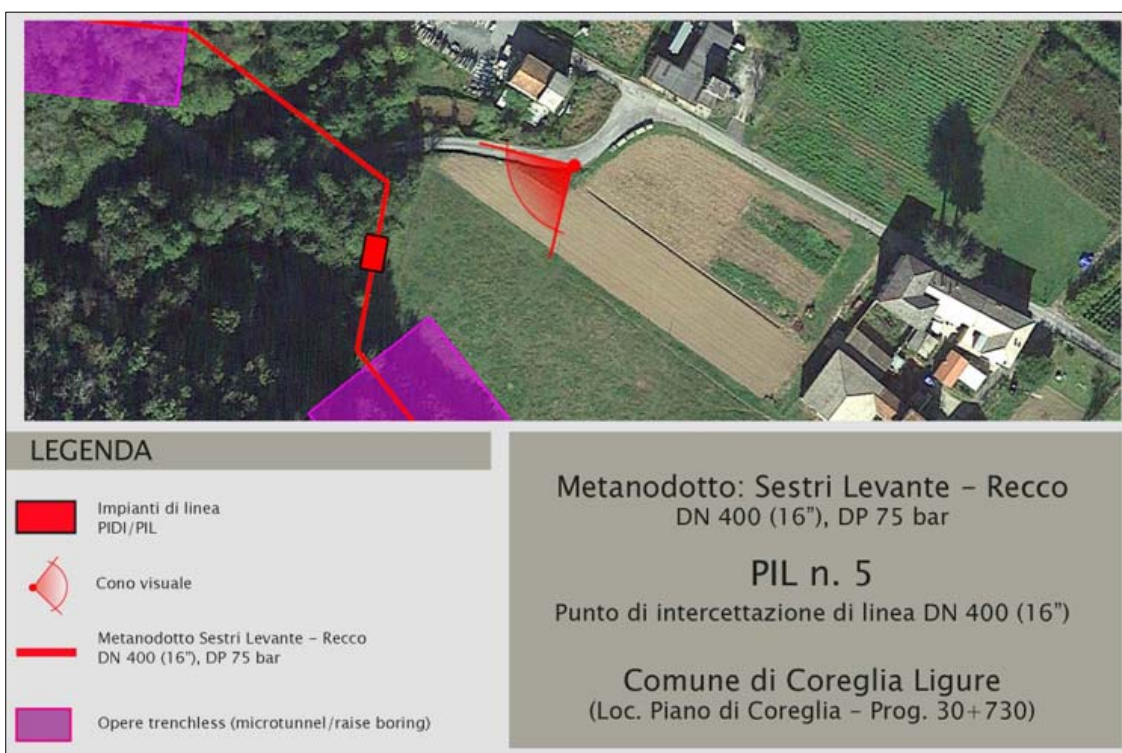 LEGENDA
Impianti di linea
PIDI/PIL
Cono visuale
Metanodotto Sestri Levante – Recco
DN 400 (16”), DP 75 bar
Opere trenchless (microtunnel/raise boring)
Metanodotto: Sestri Levante – Recco
DN 400 (16”), DP 75 bar
PIL n. 5
Punto di intercettazione di linea DN 400 (16”)
Comune di Coreglia Ligure
(Loc. Piano di Coreglia – Prog. 30+730)